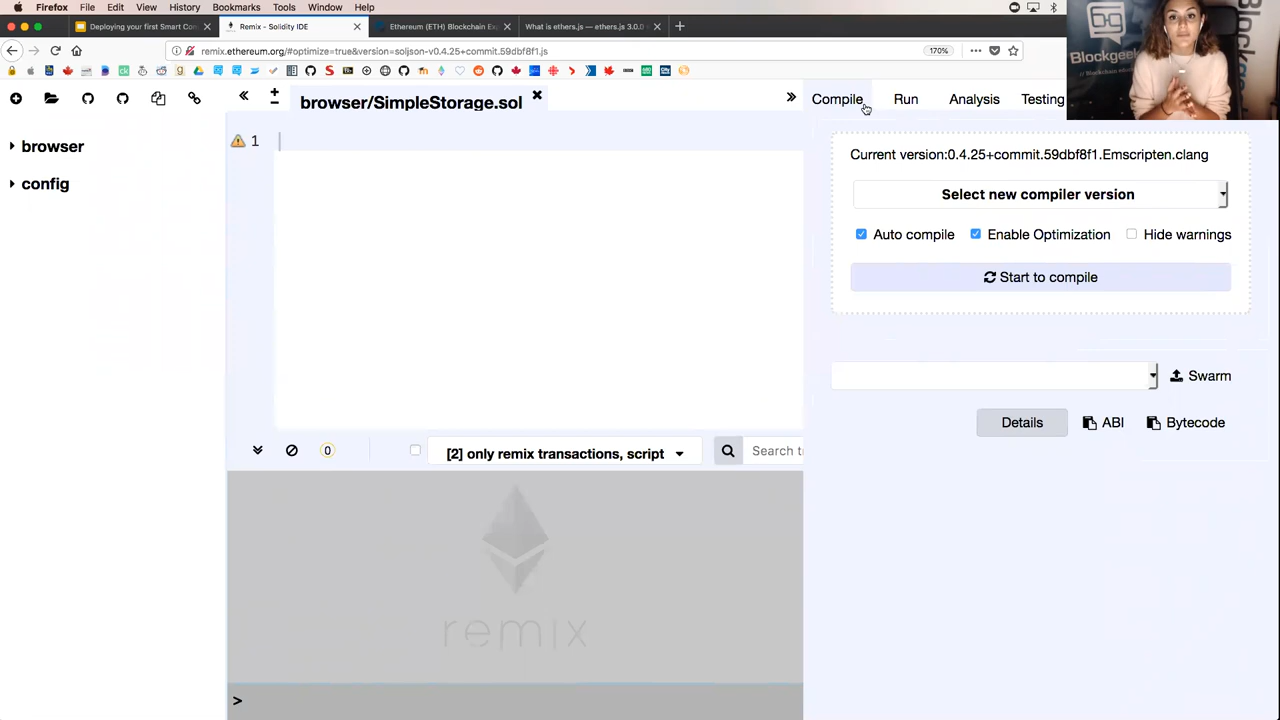 Firefox File Edit View History Bookmarks Tools Window Help
Deploying your first Smart Con
Remix - Solidity IDE
Ethereum (ETH) Blockchain Exp
What is ethers.js — ethers.js 3.0.0
remix.ethereum.org/#optimize=true&version=soljson-v0.4.25+commit.59dbf8f1.js
170%
browser/SimpleStorage.sol
Compile Run Analysis Testing
browser
config
1
Current version:0.4.25+commit.59dbf8f1.Emscripten.clang
Select new compiler version
Auto compile Enable Optimization Hide warnings
Start to compile
Swarm
Details ABI Bytecode
0 [2] only remix transactions, script Search t
remix
>
Blockgeeks